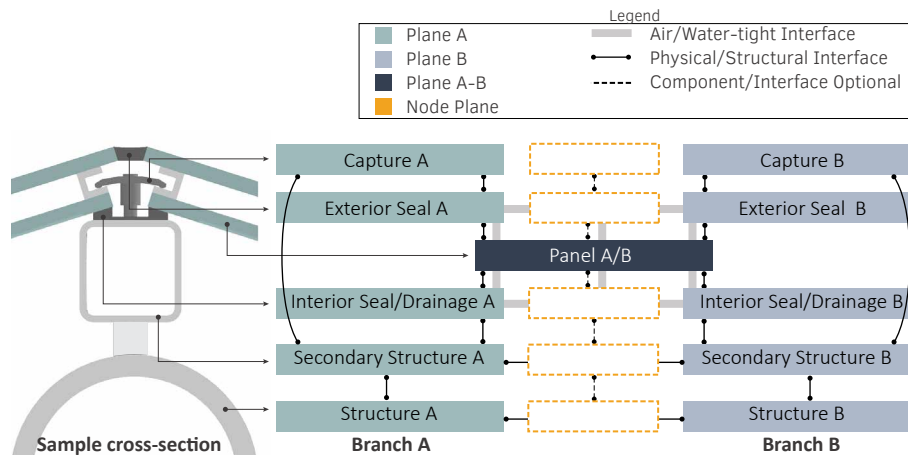 Legend
Plane A
Air/Water-tight Interface
Plane B
Physical/Structural Interface
Plane A-B
Component/Interface Optional
Node Plane
Capture A
Capture B
Exterior Seal A
Exterior Seal B
Panel A/B
Interior Seal/Drainage A
Interior Seal/Drainage B
Secondary Structure A
Secondary Structure B
Structure A
Structure B
Sample cross-section
Branch A
Branch B